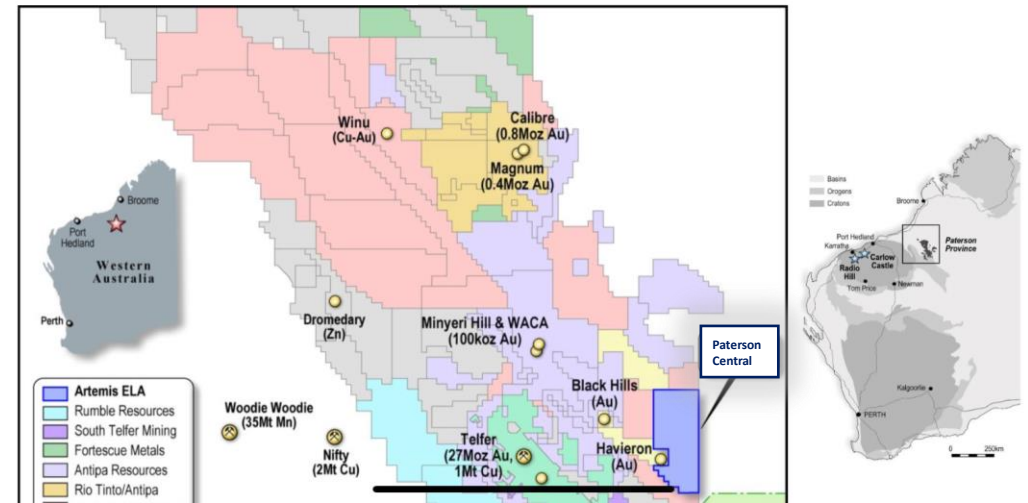 Winu
(Cu-Au)
Calibre
(0.8Moz Au)
Magnum
(0.4Moz Au)
Broome
Port
Hedland
Western
Australia
Perth
Dromedary
(Zn)
Minyeri Hill & WACA
(100koz Au)
Paterson
Central
Black Hills
(Au)
Woodie Woodie
(35Mt Mn)
Nifty
(2Mt Cu)
Telfer
(27Moz Au,
1Mt Cu)
Havieron
(Au)
Artemis ELA
Rumble Resources
South Telfer Mining
Fortescue Metals
Antipa Resources
Rio Tinto/Antipa
Basins
Orogens
Cratons
Broome
Port Hedland
Karratha
Paterson
Province
Carlow
Castle
Radio
Hill
Tom Price
Newman
Kalgoorlie
PERTH
0 250km